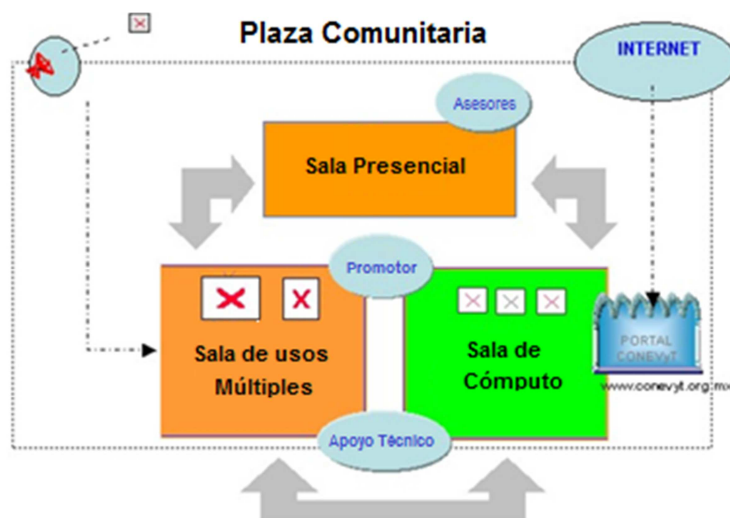 Plaza Comunitaria
INTERNET
Asesores
Sala Presencial
Promotor
Sala de usos
Múltiples
Sala de
Cómputo
PORTAL
CONEVyT
www.conevyt.org.mx
Apoyo Técnico